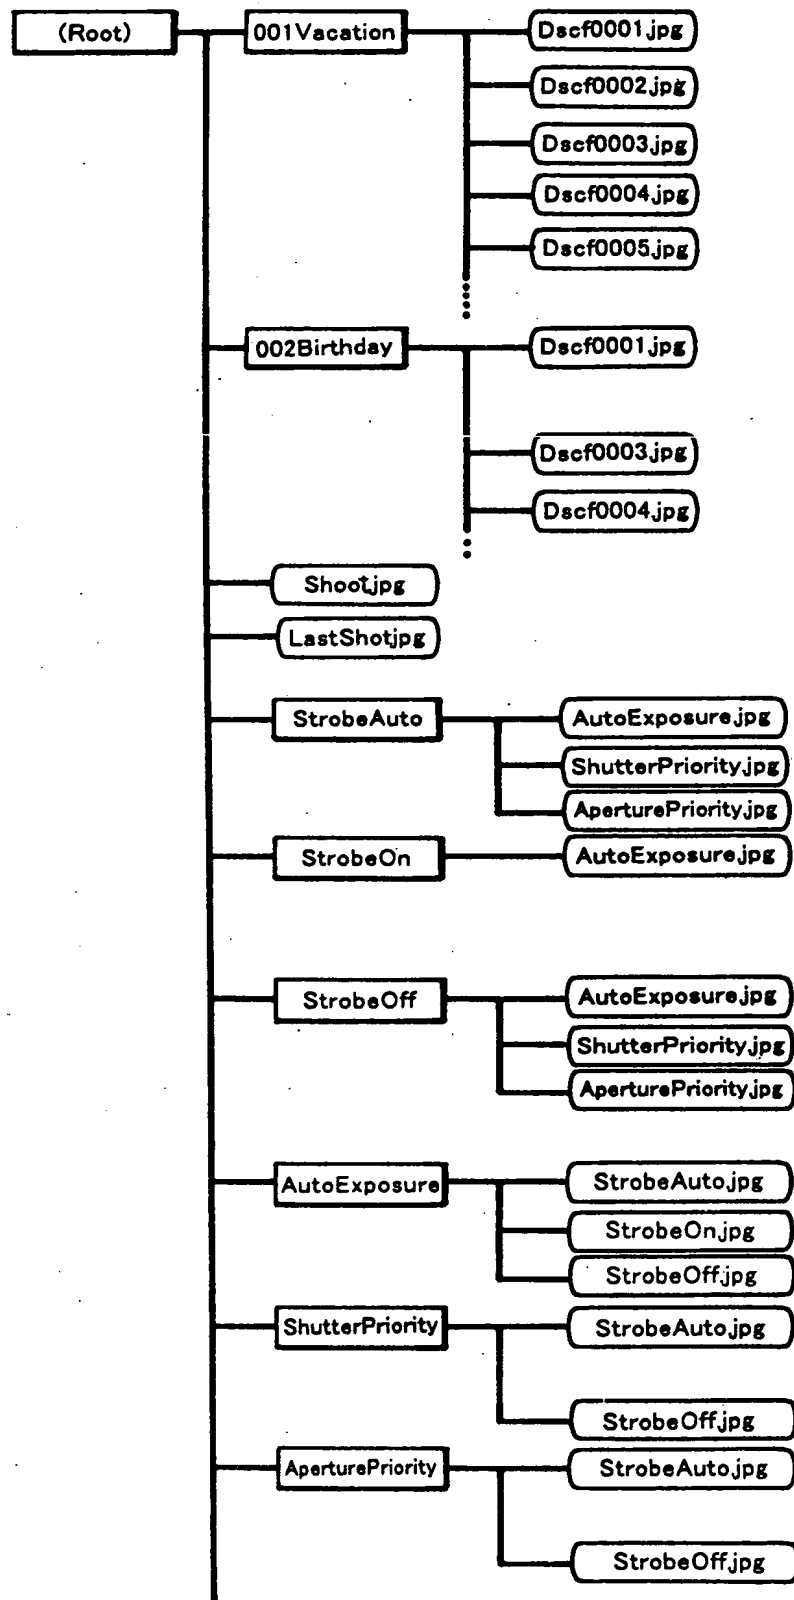 (Root)
001Vacation
Dscf0001.jpg
Dscf0002.jpg
Dscf0003.jpg
Dscf0004.jpg
Dscf0005.jpg
002Birthday
Dscf0001.jpg
Dscf0003.jpg
Dscf0004.jpg
Shoot.jpg
LastShot.jpg
StrobeAuto
AutoExposure.jpg
ShutterPriority.jpg
AperturePriority.jpg
StrobeOn
AutoExposure.jpg
StrobeOff
AutoExposure.jpg
ShutterPriority.jpg
AperturePriority.jpg
AutoExposure
StrobeAuto.jpg
StrobeOn.jpg
StrobeOff.jpg
ShutterPriority
StrobeAuto.jpg
StrobeOff.jpg
AperturePriority
StrobeAuto.jpg
StrobeOff.jpg